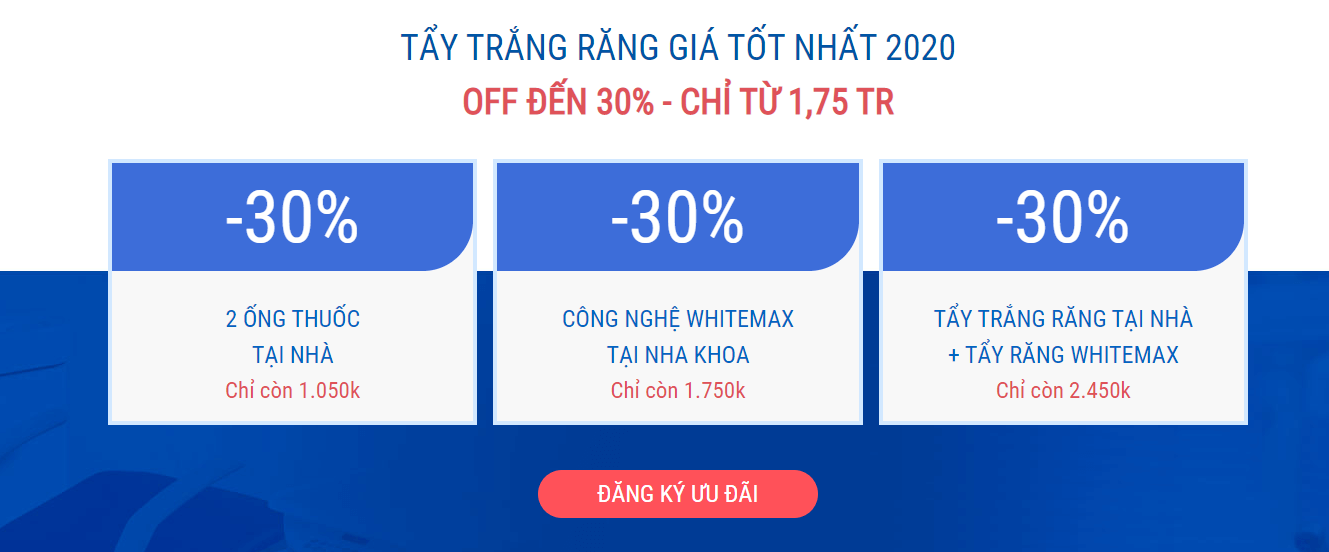 TẨY TRẮNG RĂNG GIÁ TỐT NHẤT 2020
OFF ĐẾN 30% - CHỈ TỪ 1,75 TR
-30%
2 ỐNG THUỐC
TẠI NHÀ
Chỉ còn 1.050k
-30%
CÔNG NGHỆ WHITEMAX
TẠI NHA KHOA
Chỉ còn 1.750k
-30%
TẨY TRẮNG RĂNG TẠI NHÀ
+ TẨY RĂNG WHITEMAX
Chỉ còn 2.450k
ĐĂNG KÝ ƯU ĐÃI